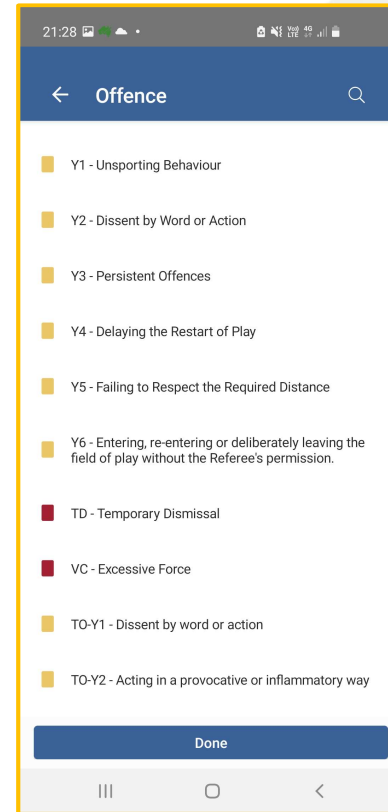 21:28
Vo) 4G
LTE
Offence
Y1 - Unsporting Behaviour
Y2 - Dissent by Word or Action
Y3 - Persistent Offences
Y4 - Delaying the Restart of Play
Y5 - Failing to Respect the Required Distance
Y6 - Entering, re-entering or deliberately leaving the
field of play without the Referee's permission.
TD - Temporary Dismissal
VC - Excessive Force
TO-Y1 - Dissent by word or action
TO-Y2 - Acting in a provocative or inflammatory way
Done